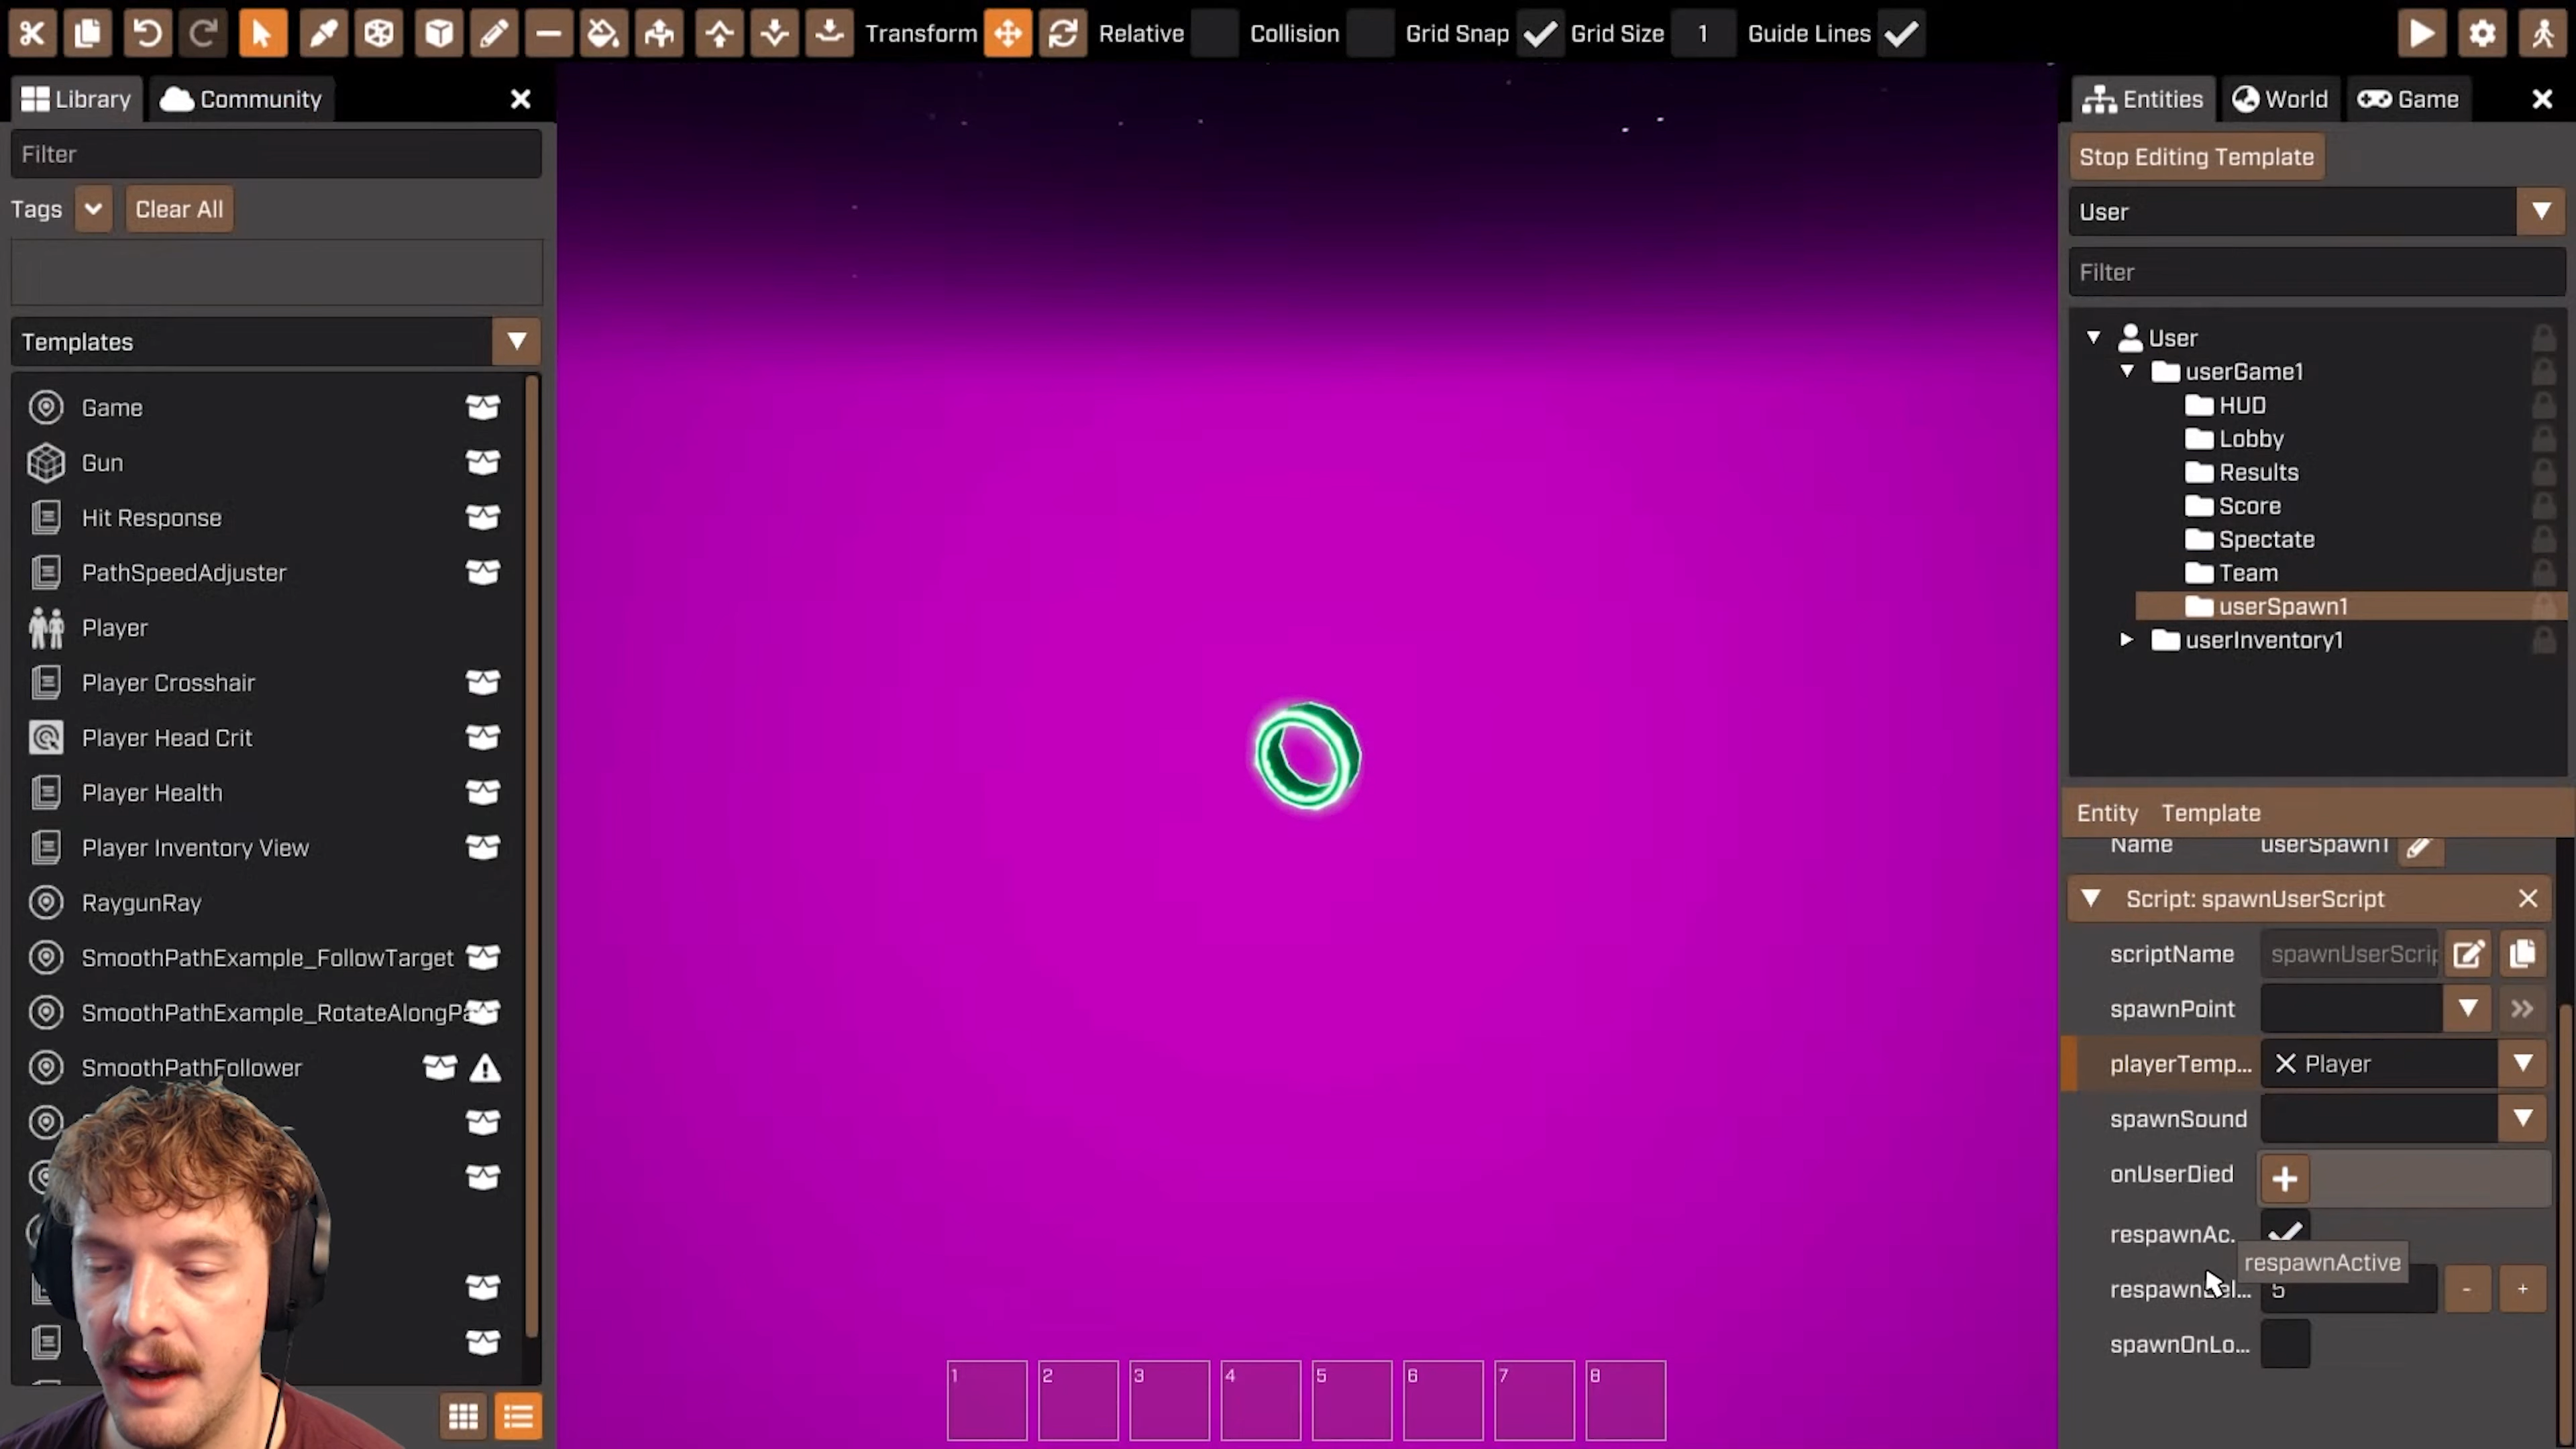 Transform Relative Collision Grid Snap Grid Size 1 Guide Lines
Library Community
Filter
Tags Clear All
Templates
Game
Gun
Hit Response
PathSpeedAdjuster
Player
Player Crosshair
Player Head Crit
Player Health
Player Inventory View
RaygunRay
SmoothPathExample_FollowTarget
SmoothPathExample_RotateAlongPa
SmoothPathFollower
1 2 3 4 5 6 7 8
Entities World Game
Stop Editing Template
User
Filter
User
userGame1
HUD
Lobby
Results
Score
Spectate
Team
userSpawn1
userInventory1
Entity Template
Name userSpawn1
Script: spawnUserScript
scriptName spawnUserScrip
spawnPoint
playerTemp... Player
spawnSound
onUserDied +
respawnAc.
respawnActive
5 - +
spawnOnLo...